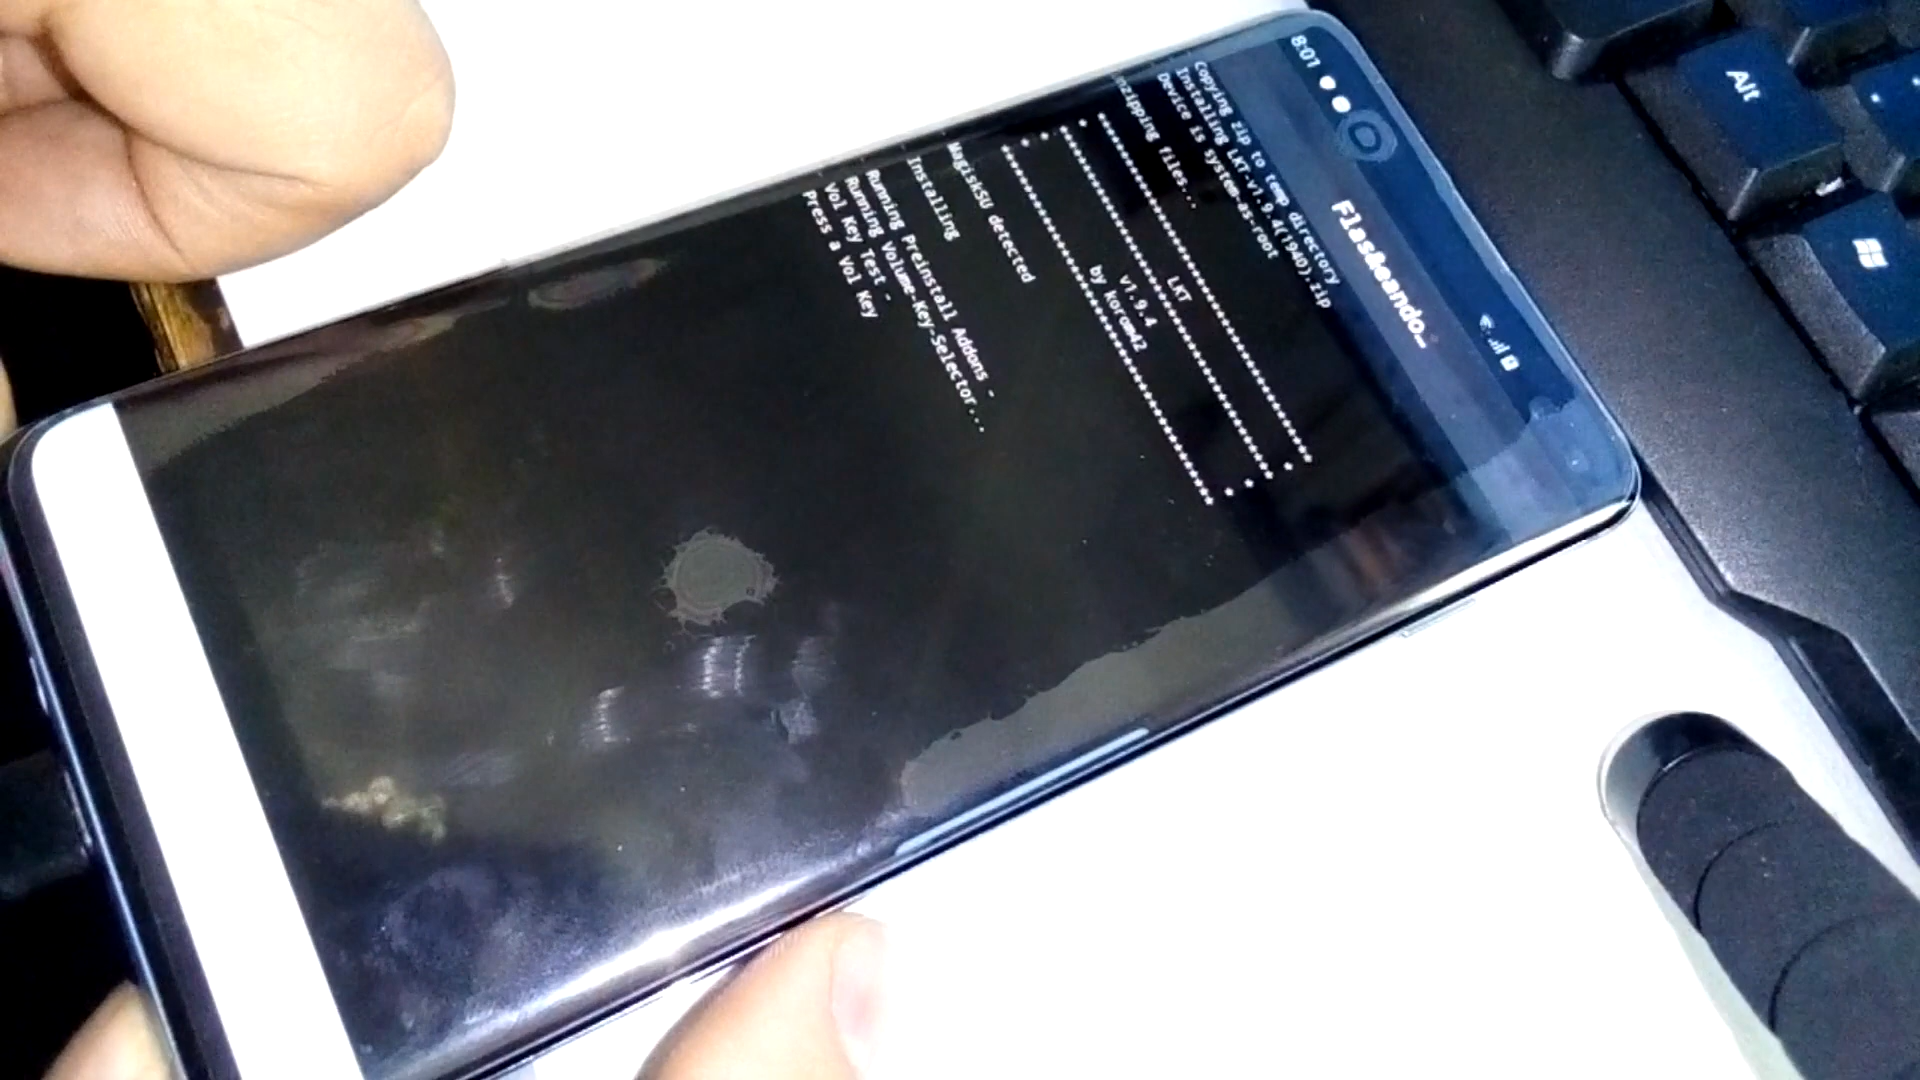 8:01
Flasheando...
Copying zip to temp directory
Installing LKT-v1.9.4(1940).zip
Device is system-as-root
nzipping files...
***********************************
* *
LKT
***********************************
* v1.9.4 *
* by korom42 *
***********************************
MagiskSU detected
Installing
Running Preinstall Addons -
Running Volume-Key-Selector...
Vol Key Test -
Press a Vol Key
Alt